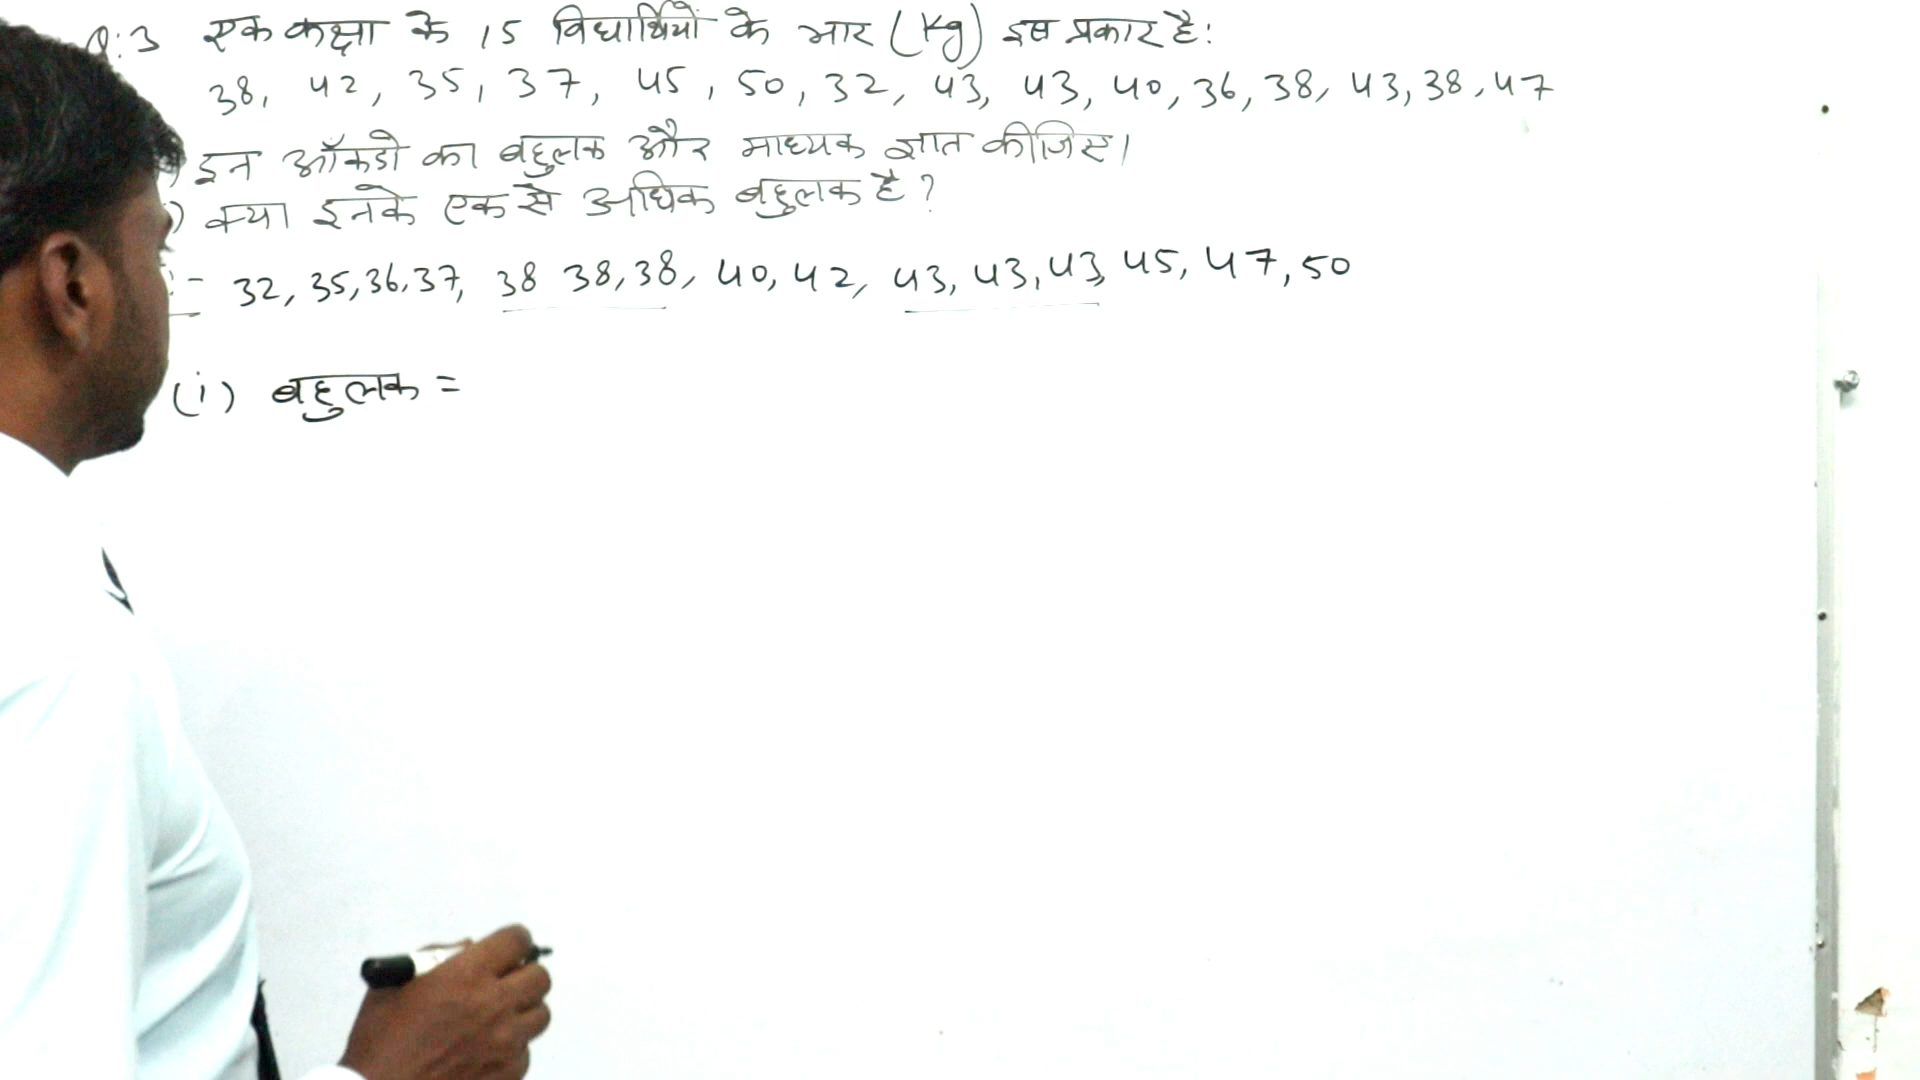 Q:3 एक कक्षा के 15 विधार्थियों के भार (kg) इस प्रकार है:
38, 42, 35, 37, 45, 50, 32, 43, 43, 40, 36, 38, 43, 38, 47
) इन आँकडो का बहुलक और माध्यक ज्ञात कीजिए।
) क्या इनके एक से अधिक बहुलक है?
:- 32, 35, 36, 37, 38 38, 38, 40, 42, 43, 43, 43, 45, 47, 50
(i) बहुलक =